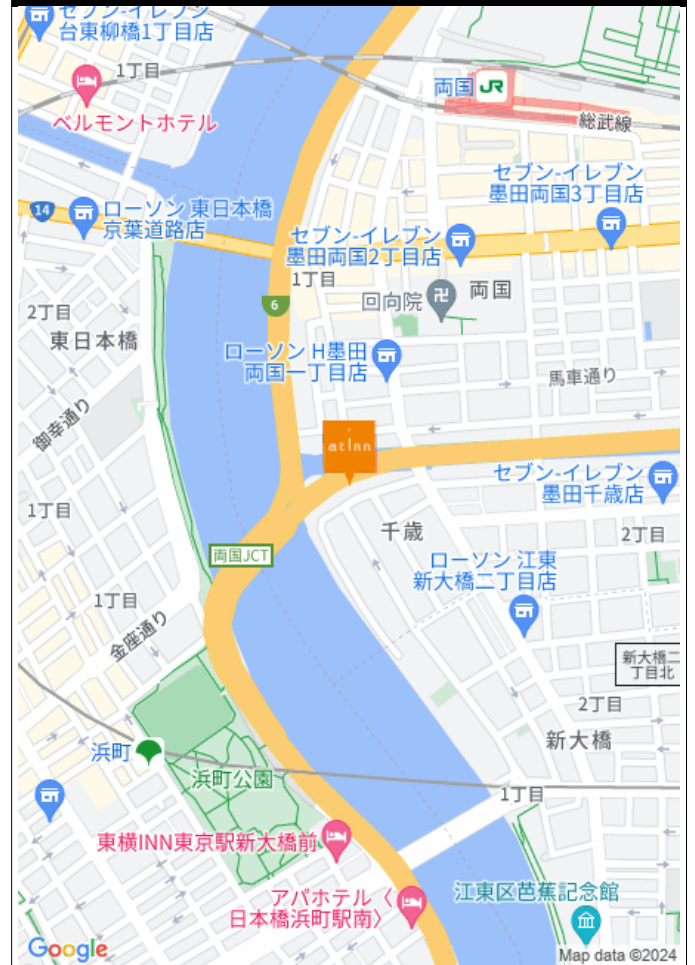 セブン-イレブン
台東柳橋1丁目店
1丁目
両国 JR
ベルモントホテル
総武線
セブン-イレブン
墨田両国3丁目店
14
ローソン 東日本橋
京葉道路店
セブン-イレブン
墨田両国2丁目店
1丁目
回向院
両国
6
2丁目
東日本橋
ローソン H墨田
両国一丁目店
馬車通り
御幸通り
at inn
セブン-イレブン
墨田千歳店
1丁目
千歳
2丁目
両国JCT
ローソン 江東
新大橋二丁目店
1丁目
金座通り
新大橋二
丁目北
2丁目
浜町
新大橋
浜町公園
1丁目
東横INN東京駅新大橋前
アパホテル〈
日本橋浜町駅南〉
江東区芭蕉記念館
Google
Map data ©2024